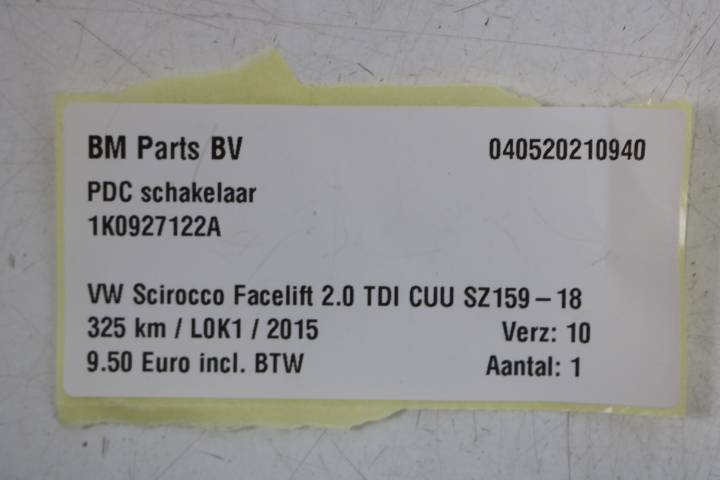 BM Parts BV 040520210940
PDC schakelaar
1K0927122A
VW Scirocco Facelift 2.0 TDI CUU SZ159 – 18
325 km / L0K1 / 2015 Verz: 10
9.50 Euro incl. BTW Aantal: 1